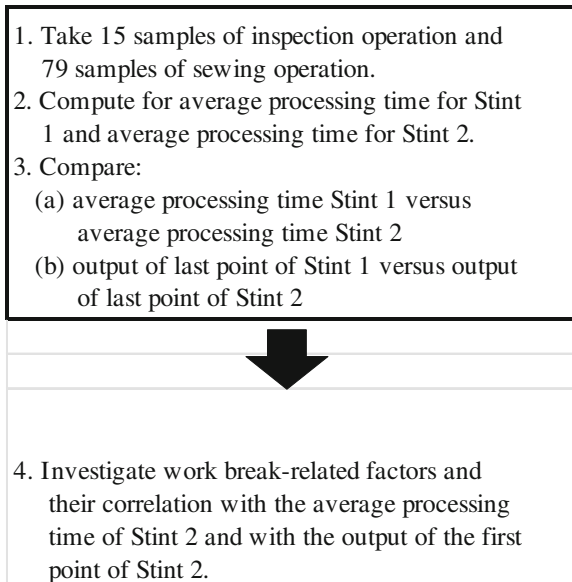 1. Take 15 samples of inspection operation and
79 samples of sewing operation.
2. Compute for average processing time for Stint
1 and average processing time for Stint 2.
3. Compare:
(a) average processing time Stint 1 versus
average processing time Stint 2
(b) output of last point of Stint 1 versus output
of last point of Stint 2
4. Investigate work break-related factors and
their correlation with the average processing
time of Stint 2 and with the output of the first
point of Stint 2.